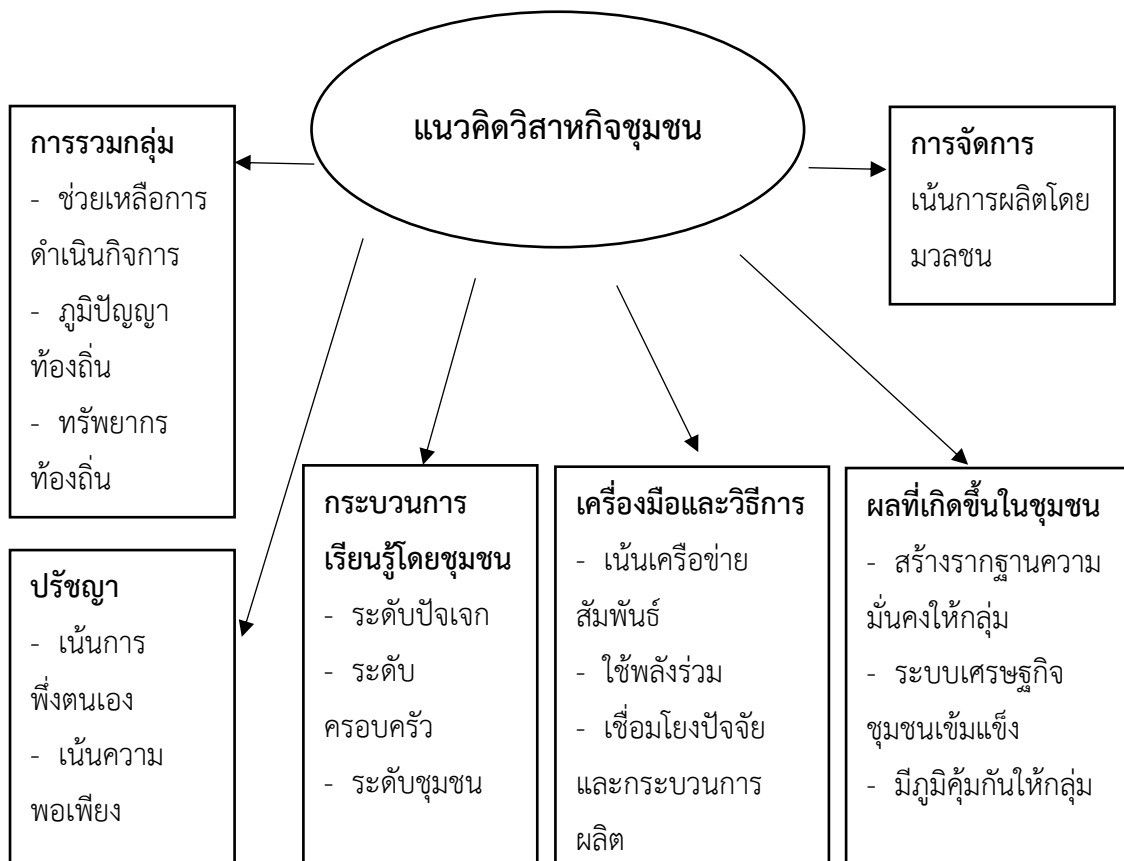 แนวคิดวิสาหกิจชุมชน
การรวมกลุ่ม
- ช่วยเหลือการ
ดำเนินกิจการ
- ภูมิปัญญา
ท้องถิ่น
- ทรัพยากร
ท้องถิ่น
การจัดการ
เน้นการผลิตโดย
มวลชน
ปรัชญา
- เน้นการ
พึ่งตนเอง
- เน้นความ
พอเพียง
กระบวนการ
เรียนรู้โดยชุมชน
- ระดับปัจเจก
- ระดับ
ครอบครัว
- ระดับชุมชน
เครื่องมือและวิธีการ
- เน้นเครือข่าย
สัมพันธ์
- ใช้พลังร่วม
- เชื่อมโยงปัจจัย
และกระบวนการ
ผลิต
ผลที่เกิดขึ้นในชุมชน
- สร้างรากฐานความ
มั่นคงให้กลุ่ม
- ระบบเศรษฐกิจ
ชุมชนเข้มแข็ง
- มีภูมิคุ้มกันให้กลุ่ม